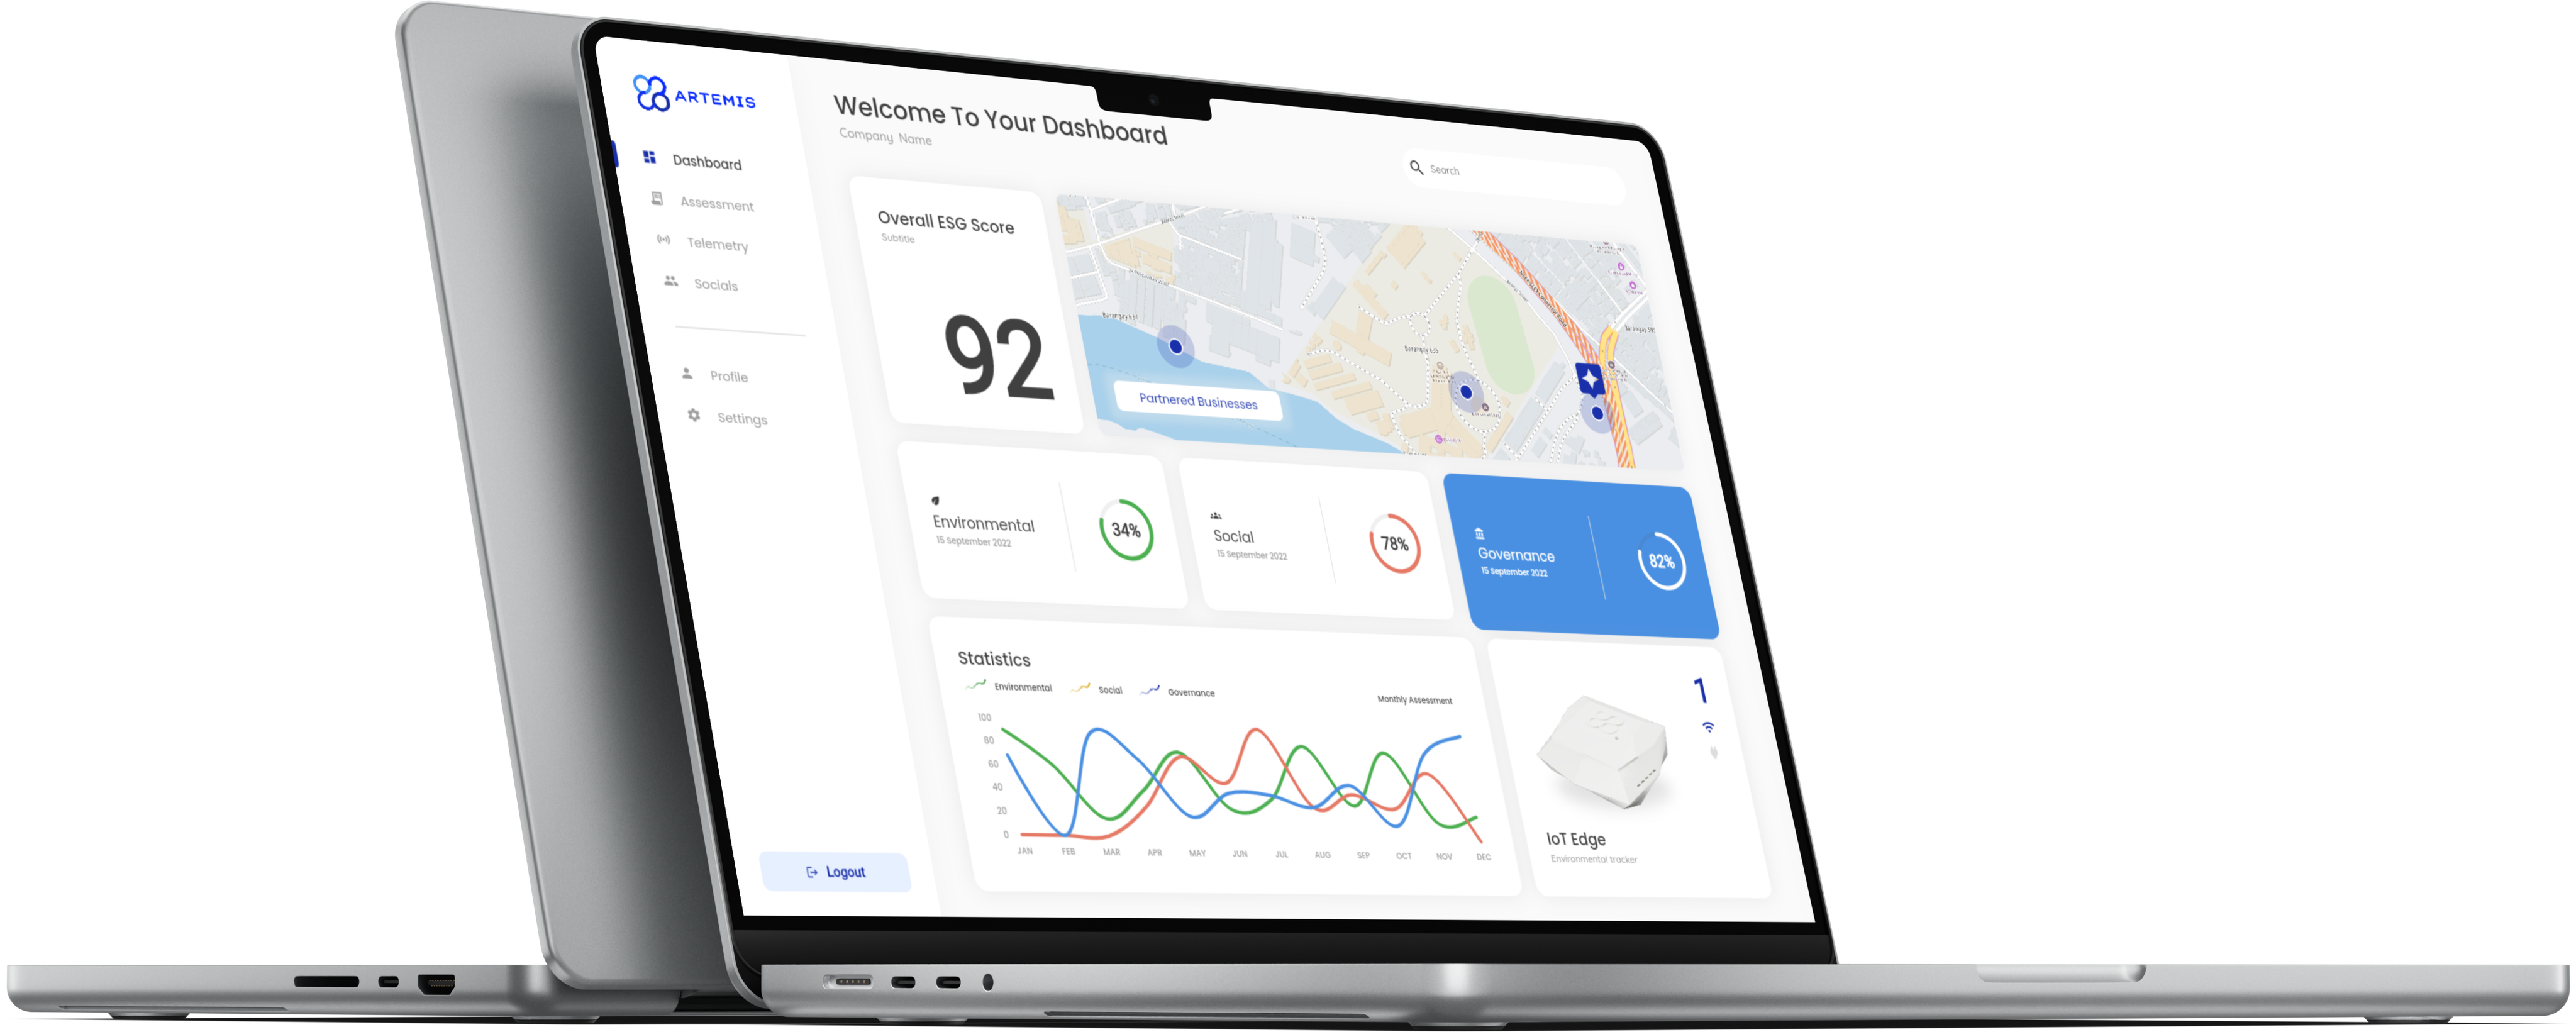 ARTEMIS
Dashboard
Assessment
Telemetry
Socials
Profile
Settings
Logout
Welcome To Your Dashboard
Company Name
Search
Overall ESG Score
Subtitle
92
Partnered Businesses
Environmental
15 September 2022
34%
Social
15 September 2022
78%
Governance
15 September 2022
82%
Statistics
Environmental Social Governance
Monthly Assessment
100
80
60
40
20
0
JAN FEB MAR APR MAY JUN JUL AUG SEP OCT NOV DEC
1
IoT Edge
Environmental tracker